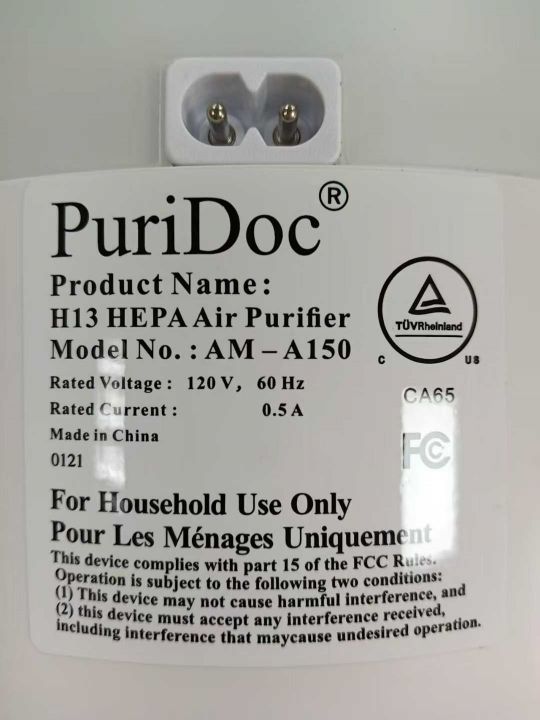 PuriDoc®
Product Name:
H13 HEPA Air Purifier
Model No. : AM – A150
Rated Voltage : 120 V, 60 Hz
Rated Current : 0.5 A
Made in China
0121
TÜVRheinland
C US
CA65
FC
For Household Use Only
Pour Les Ménages Uniquement
This device complies with part 15 of the FCC Rules.
Operation is subject to the following two conditions:
(1) This device may not cause harmful interference, and
(2) this device must accept any interference received,
including interference that maycause undesired operation.